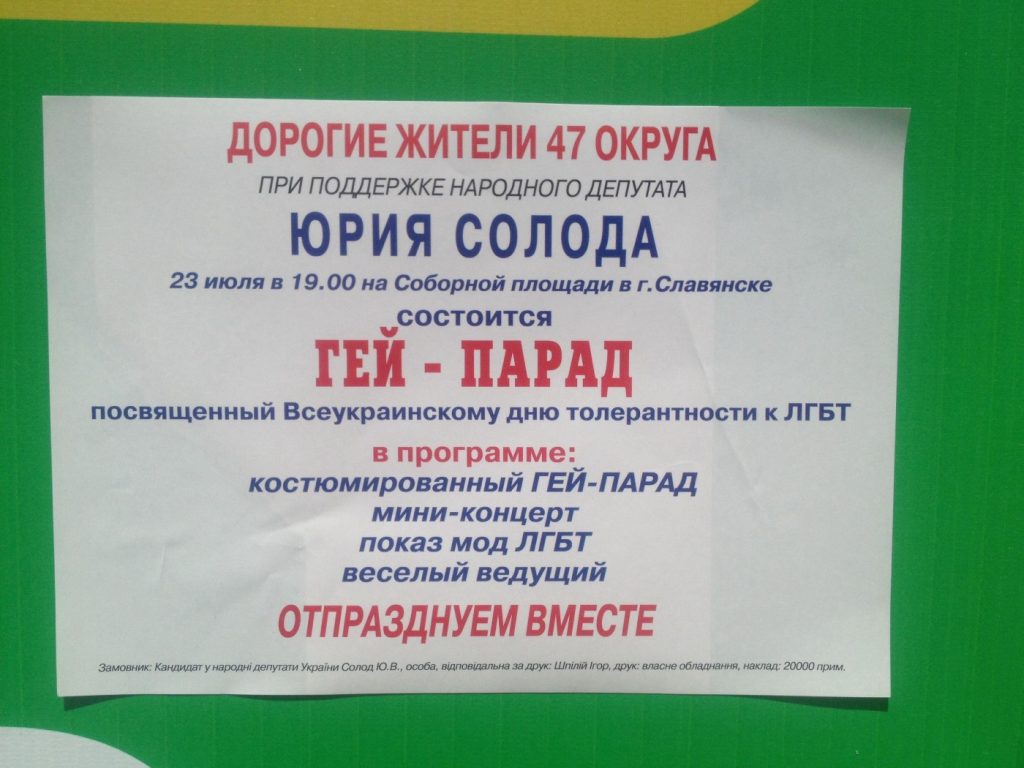 ДОРОГИЕ ЖИТЕЛИ 47 ОКРУГА
ПРИ ПОДДЕРЖКЕ НАРОДНОГО ДЕПУТАТА
ЮРИЯ СОЛОДА
23 июля в 19.00 на Соборной площади в г.Славянске
состоится
ГЕЙ - ПАРАД
посвященный Всеукраинскому дню толерантности к ЛГБТ
в программе:
костюмированный ГЕЙ-ПАРАД
мини-концерт
показ мод ЛГБТ
веселый ведущий
ОТПРАЗДНУЕМ ВМЕСТЕ
Замовник: Кандидат у народні депутати України Солод Ю.В., особа, відповідальна за друк: Шпілій Ігор, друк: власне обладнання, наклад: 20000 прим.